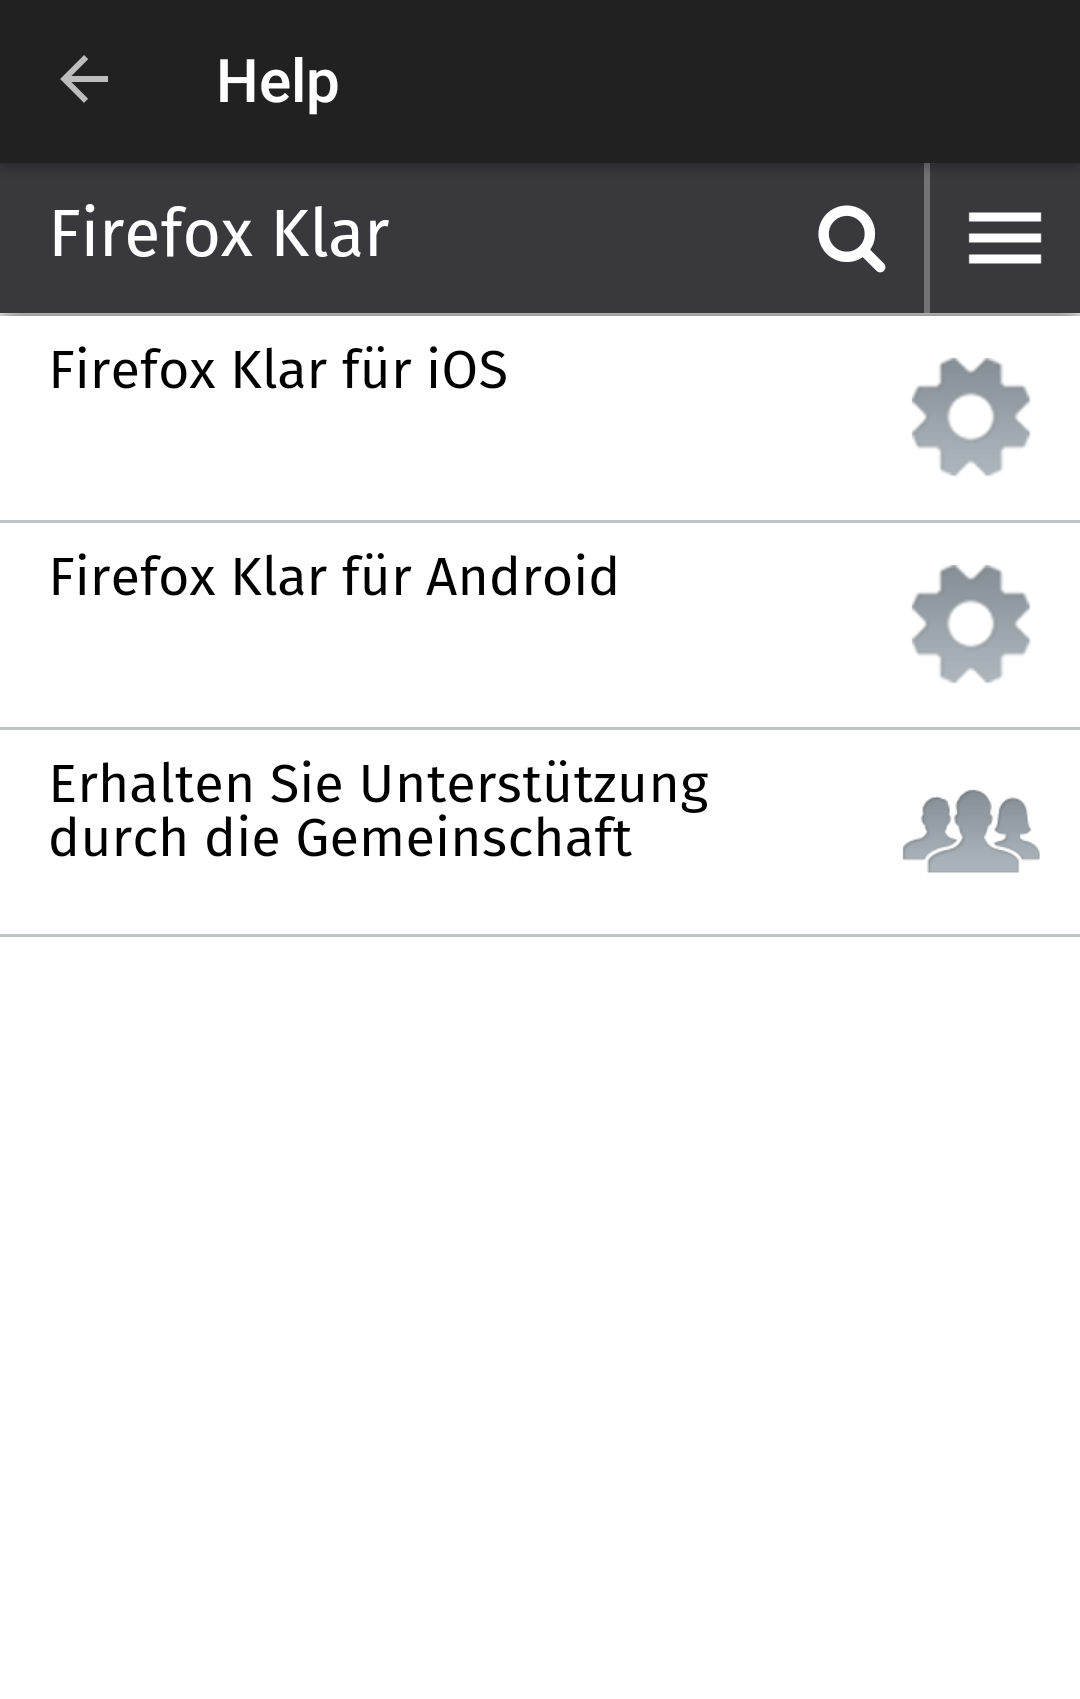 Help
Firefox Klar
Firefox Klar für iOS
Firefox Klar für Android
Erhalten Sie Unterstützung
durch die Gemeinschaft